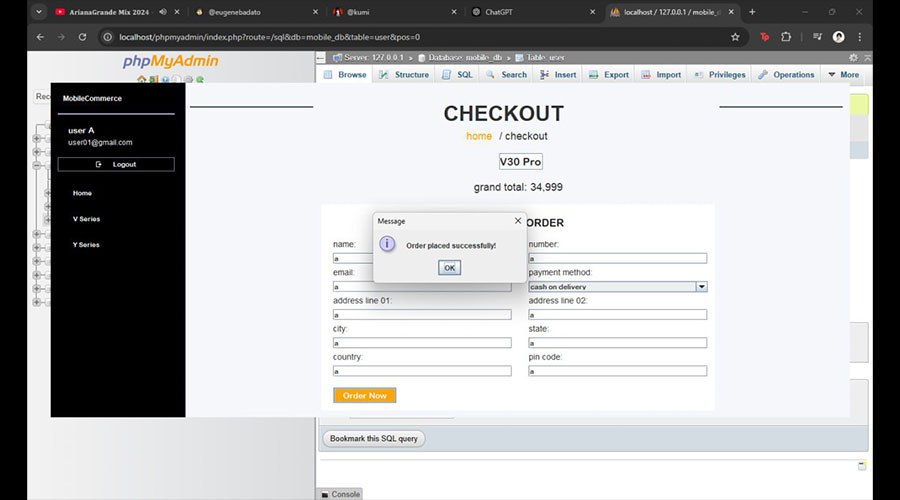 ArianaGrande Mix 2024
@eugenebadato
@kumi
ChatGPT
localhost / 127.0.0.1 / mobile_db
localhost/phpmyadmin/index.php?route=/sql&db=mobile_db&table=user&pos=0
phpMyAdmin
Server: 127.0.0.1 » Database: mobile_db » Table: user
Browse Structure SQL Search Insert Export Import Privileges Operations More
Rec
MobileCommerce
user A
user01@gmail.com
Logout
Home
V Series
Y Series
CHECKOUT
home / checkout
V30 Pro
grand total: 34,999
ORDER
Message
Order placed successfully!
OK
name: number:
a a
email: payment method:
a cash on delivery
address line 01: address line 02:
a a
city: state:
a a
country: pin code:
a a
Order Now
Bookmark this SQL query
Console